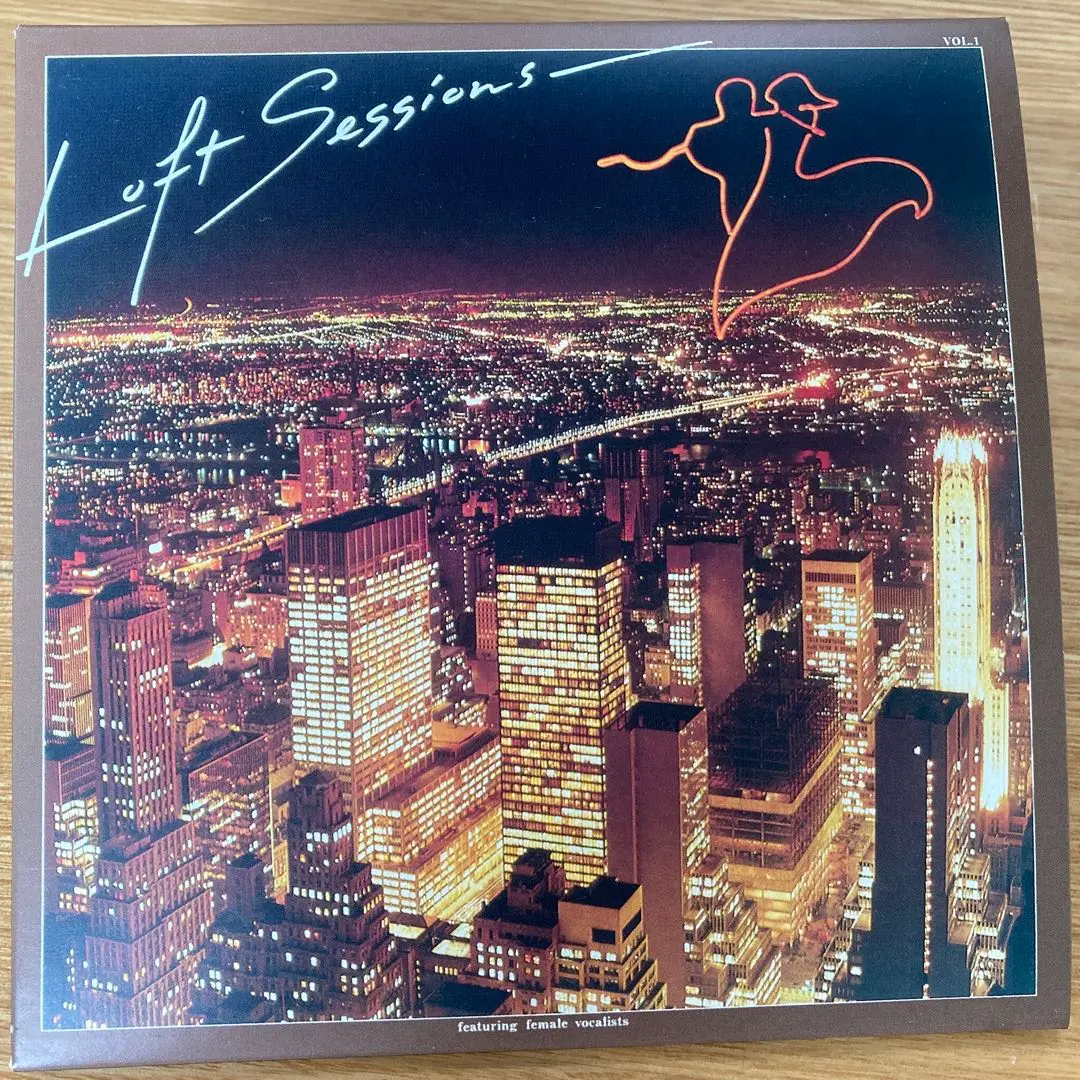 VOL.1
Loft Sessions
featuring female vocalists